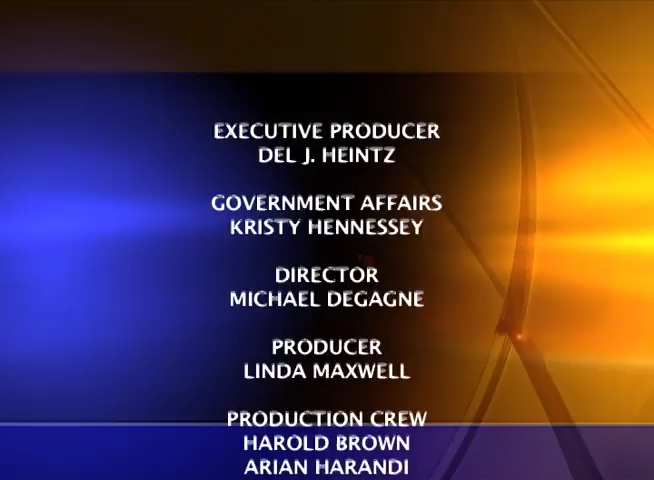 EXECUTIVE PRODUCER
DEL J. HEINTZ
GOVERNMENT AFFAIRS
KRISTY HENNESSEY
DIRECTOR
MICHAEL DEGAGNE
PRODUCER
LINDA MAXWELL
PRODUCTION CREW
HAROLD BROWN
ARIAN HARANDI